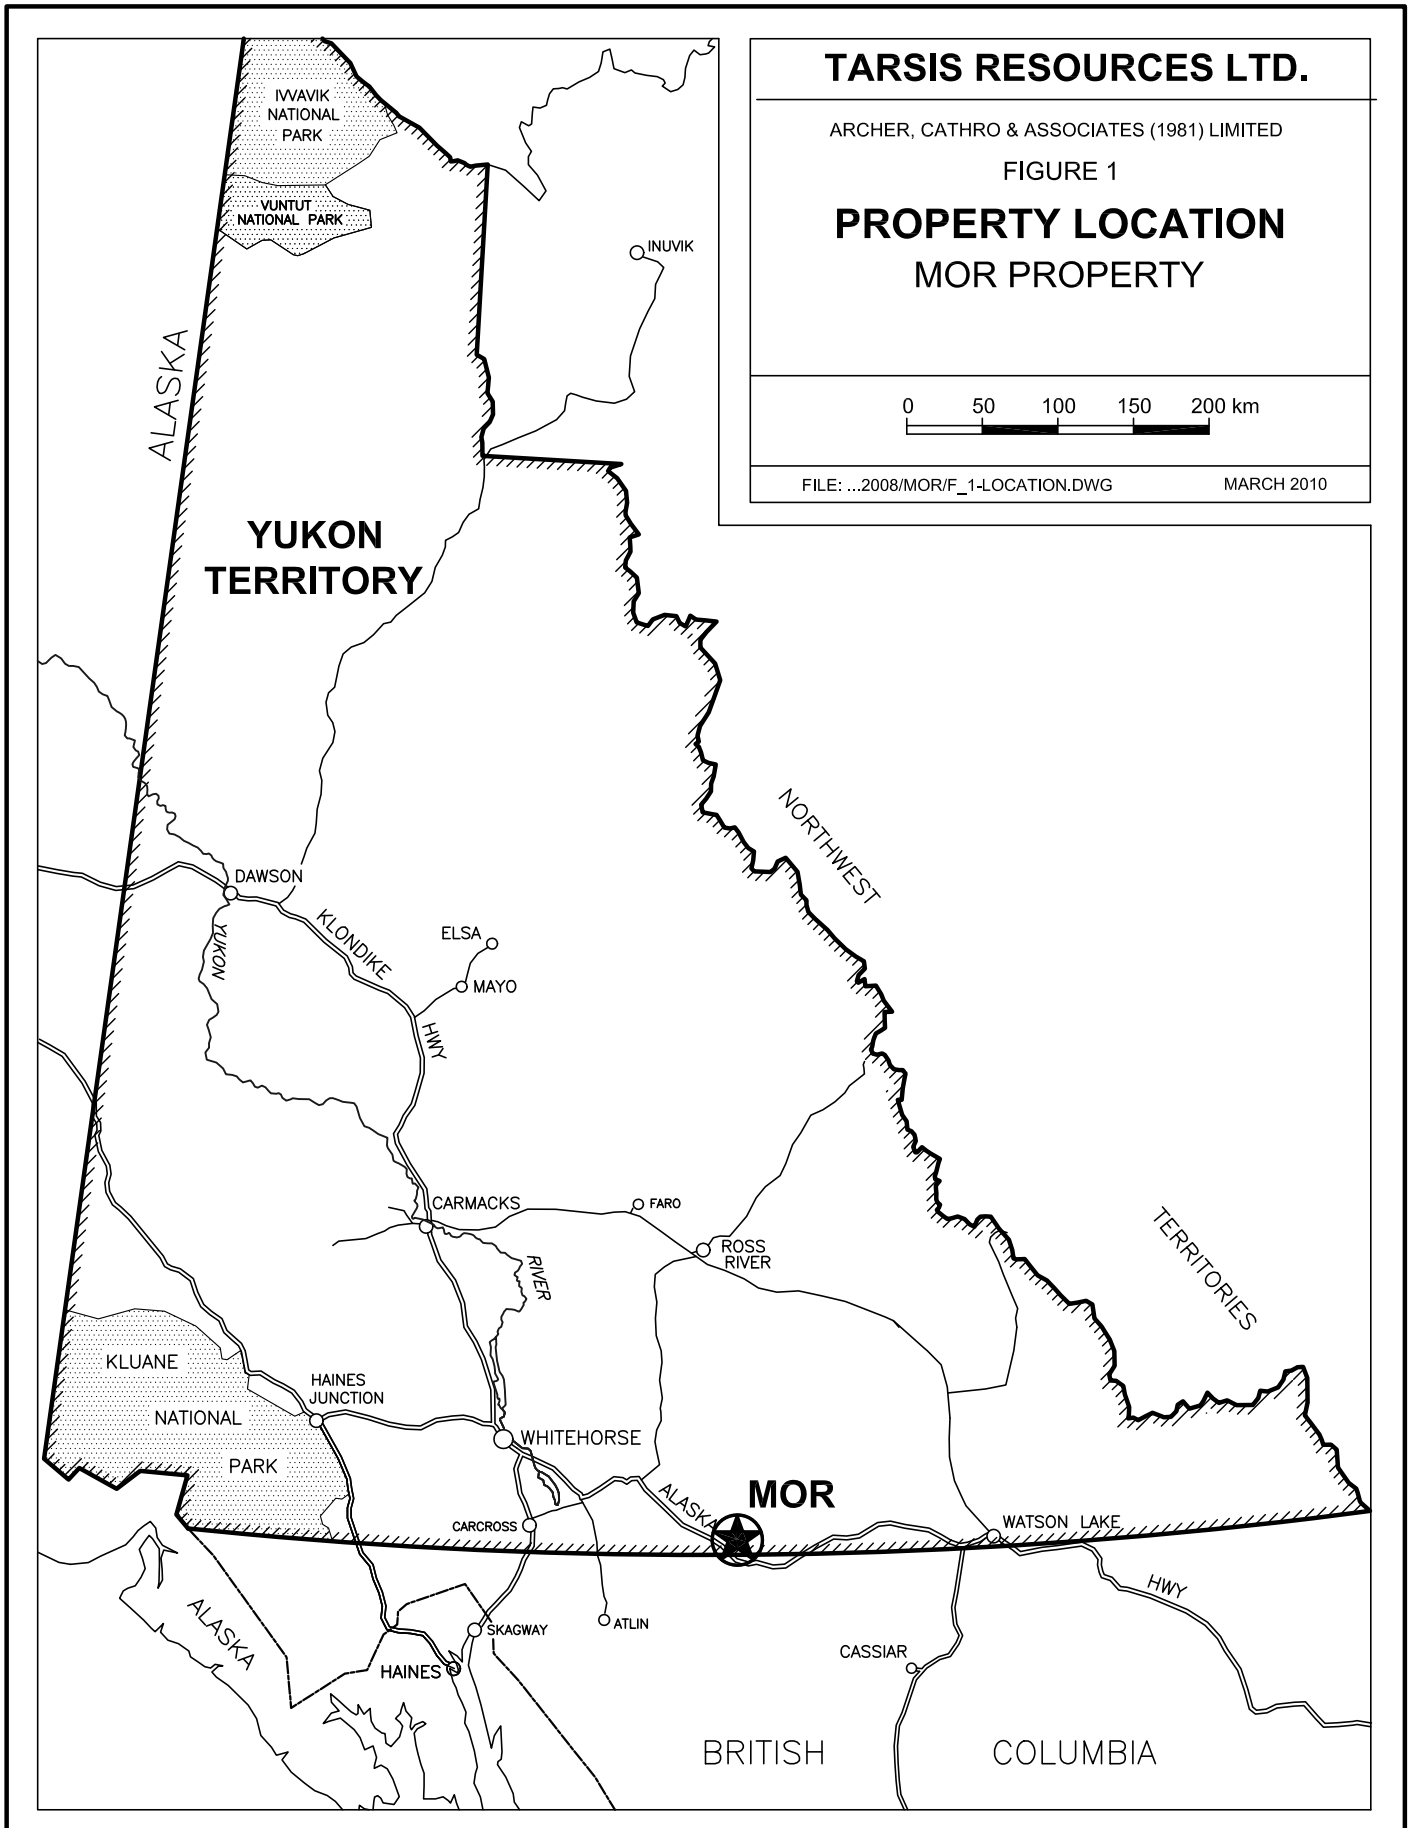 TARSIS RESOURCES LTD.
ARCHER, CATHRO & ASSOCIATES (1981) LIMITED
FIGURE 1
PROPERTY LOCATION
MOR PROPERTY
0 50 100 150 200 km
FILE: ...2008/MOR/F_1-LOCATION.DWG
MARCH 2010
IVVAVIK
NATIONAL
PARK
VUNTUT
NATIONAL PARK
INUVIK
ALASKA
YUKON
TERRITORY
NORTHWEST
TERRITORIES
DAWSON
KLONDIKE
HWY
YUKON
RIVER
ELSA
MAYO
CARMACKS
FARO
ROSS
RIVER
KLUANE
NATIONAL
PARK
HAINES
JUNCTION
WHITEHORSE
ALASKA
MOR
CARCROSS
WATSON LAKE
HWY
ALASKA
SKAGWAY
ATLIN
HAINES
CASSIAR
BRITISH COLUMBIA